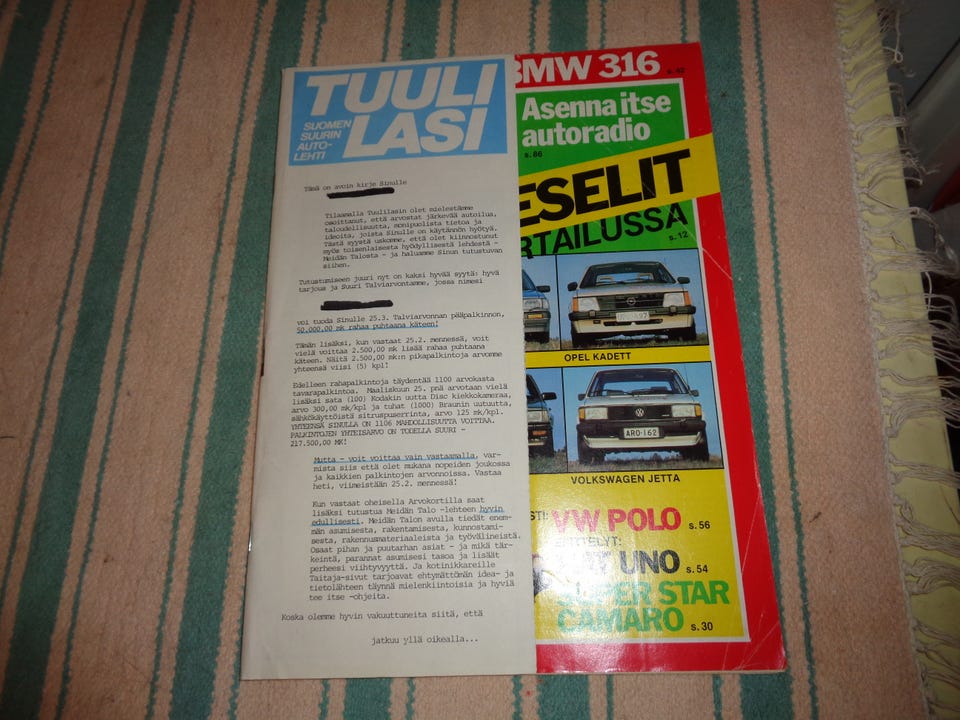 TUULI
LASI
SUOMEN
SUURIN
AUTO-
LEHTI
Tämä on avoin kirje Sinulle
Tilaamalla Tuulilasin olet mielestämme
osoittanut, että arvostat järkevää autoilua,
taloudellisuutta, monipuolista tietoa ja
ideoita, joista Sinulle on käytännön hyötyä.
Tästä syystä uskomme, että olet kiinnostunut
myös toisenlaisesta hyödyllisestä lehdestä -
Meidän Talosta - ja haluamme Sinun tutustuvan
siihen.
Tutustumiseen juuri nyt on kaksi hyvää syytä: hyvä
tarjous ja Suuri Talviarvontamme, jossa nimesi
voi tuoda Sinulle 25.3. Talviarvonnan pääpalkinnon,
50.000,00 mk rahaa puhtaana käteen!
Tämän lisäksi, kun vastaat 25.2. mennessä, voit
vielä voittaa 2.500,00 mk lisää rahaa puhtaana
käteen. Näitä 2.500,00 mk:n pikapalkintoja arvomme
yhteensä viisi (5) kpl!
Edelleen rahapalkintoja täydentää 1100 arvokasta
tavarapalkintoa. Maaliskuun 25. pnä arvotaan vielä
lisäksi sata (100) Kodakin uutta Disc kiekkokameraa,
arvo 300,00 mk/kpl ja tuhat (1000) Braunin uutuutta,
sähkökäyttöistä sitruspuserrinta, arvo 125 mk/kpl.
YHTEENSÄ SINULLA ON 1106 MAHDOLLISUUTTA VOITTAA.
PALKINTOJEN YHTEISARVO ON TODELLA SUURI -
217.500,00 MK!
Mutta - voit voittaa vain vastaamalla, var-
mista siis että olet mukana nopeiden joukossa
ja kaikkien palkintojen arvonnoissa. Vastaa
heti, viimeistään 25.2. mennessä!
Kun vastaat oheisella Arvokortilla saat
lisäksi tutustua Meidän Talo -lehteen hyvin
edullisesti. Meidän Talon avulla tiedät enem-
män asumisesta, rakentamisesta, kunnostami-
sesta, rakennusmateriaaleista ja työvälineistä.
Osaat pihan ja puutarhan asiat - ja mikä tär-
keintä, parannat asumisesi tasoa ja lisäät
perheesi viihtyvyyttä. Ja kotinikkareille
Taitaja-sivut tarjoavat ehtymättömän idea- ja
tietolähteen täynnä mielenkiintoisia ja hyviä
tee itse -ohjeita.
Koska olemme hyvin vakuuttuneita siitä, että
jatkuu yllä oikealla...
BMW 316 s. 42
Asenna itse
autoradio
s. 86
ESELIT
RTAILUSSA
s. 12
OPEL KADETT
ARO-162
VOLKSWAGEN JETTA
STI: VW POLO s. 56
ITTELYT:
UNO s. 54
ER STAR
CAMARO s. 30